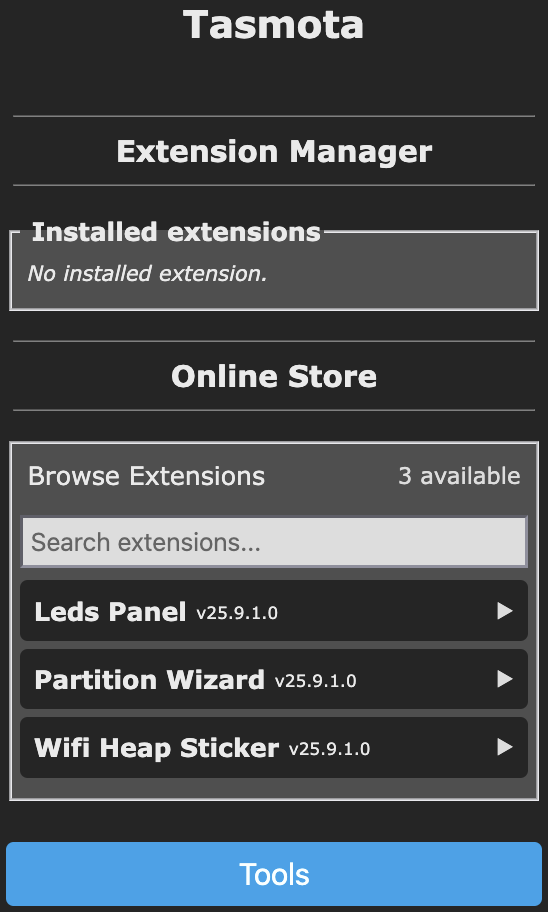 Tasmota
Extension Manager
Installed extensions
No installed extension.
Online Store
Browse Extensions 3 available
Search extensions...
Leds Panel v25.9.1.0
Partition Wizard v25.9.1.0
Wifi Heap Sticker v25.9.1.0
Tools